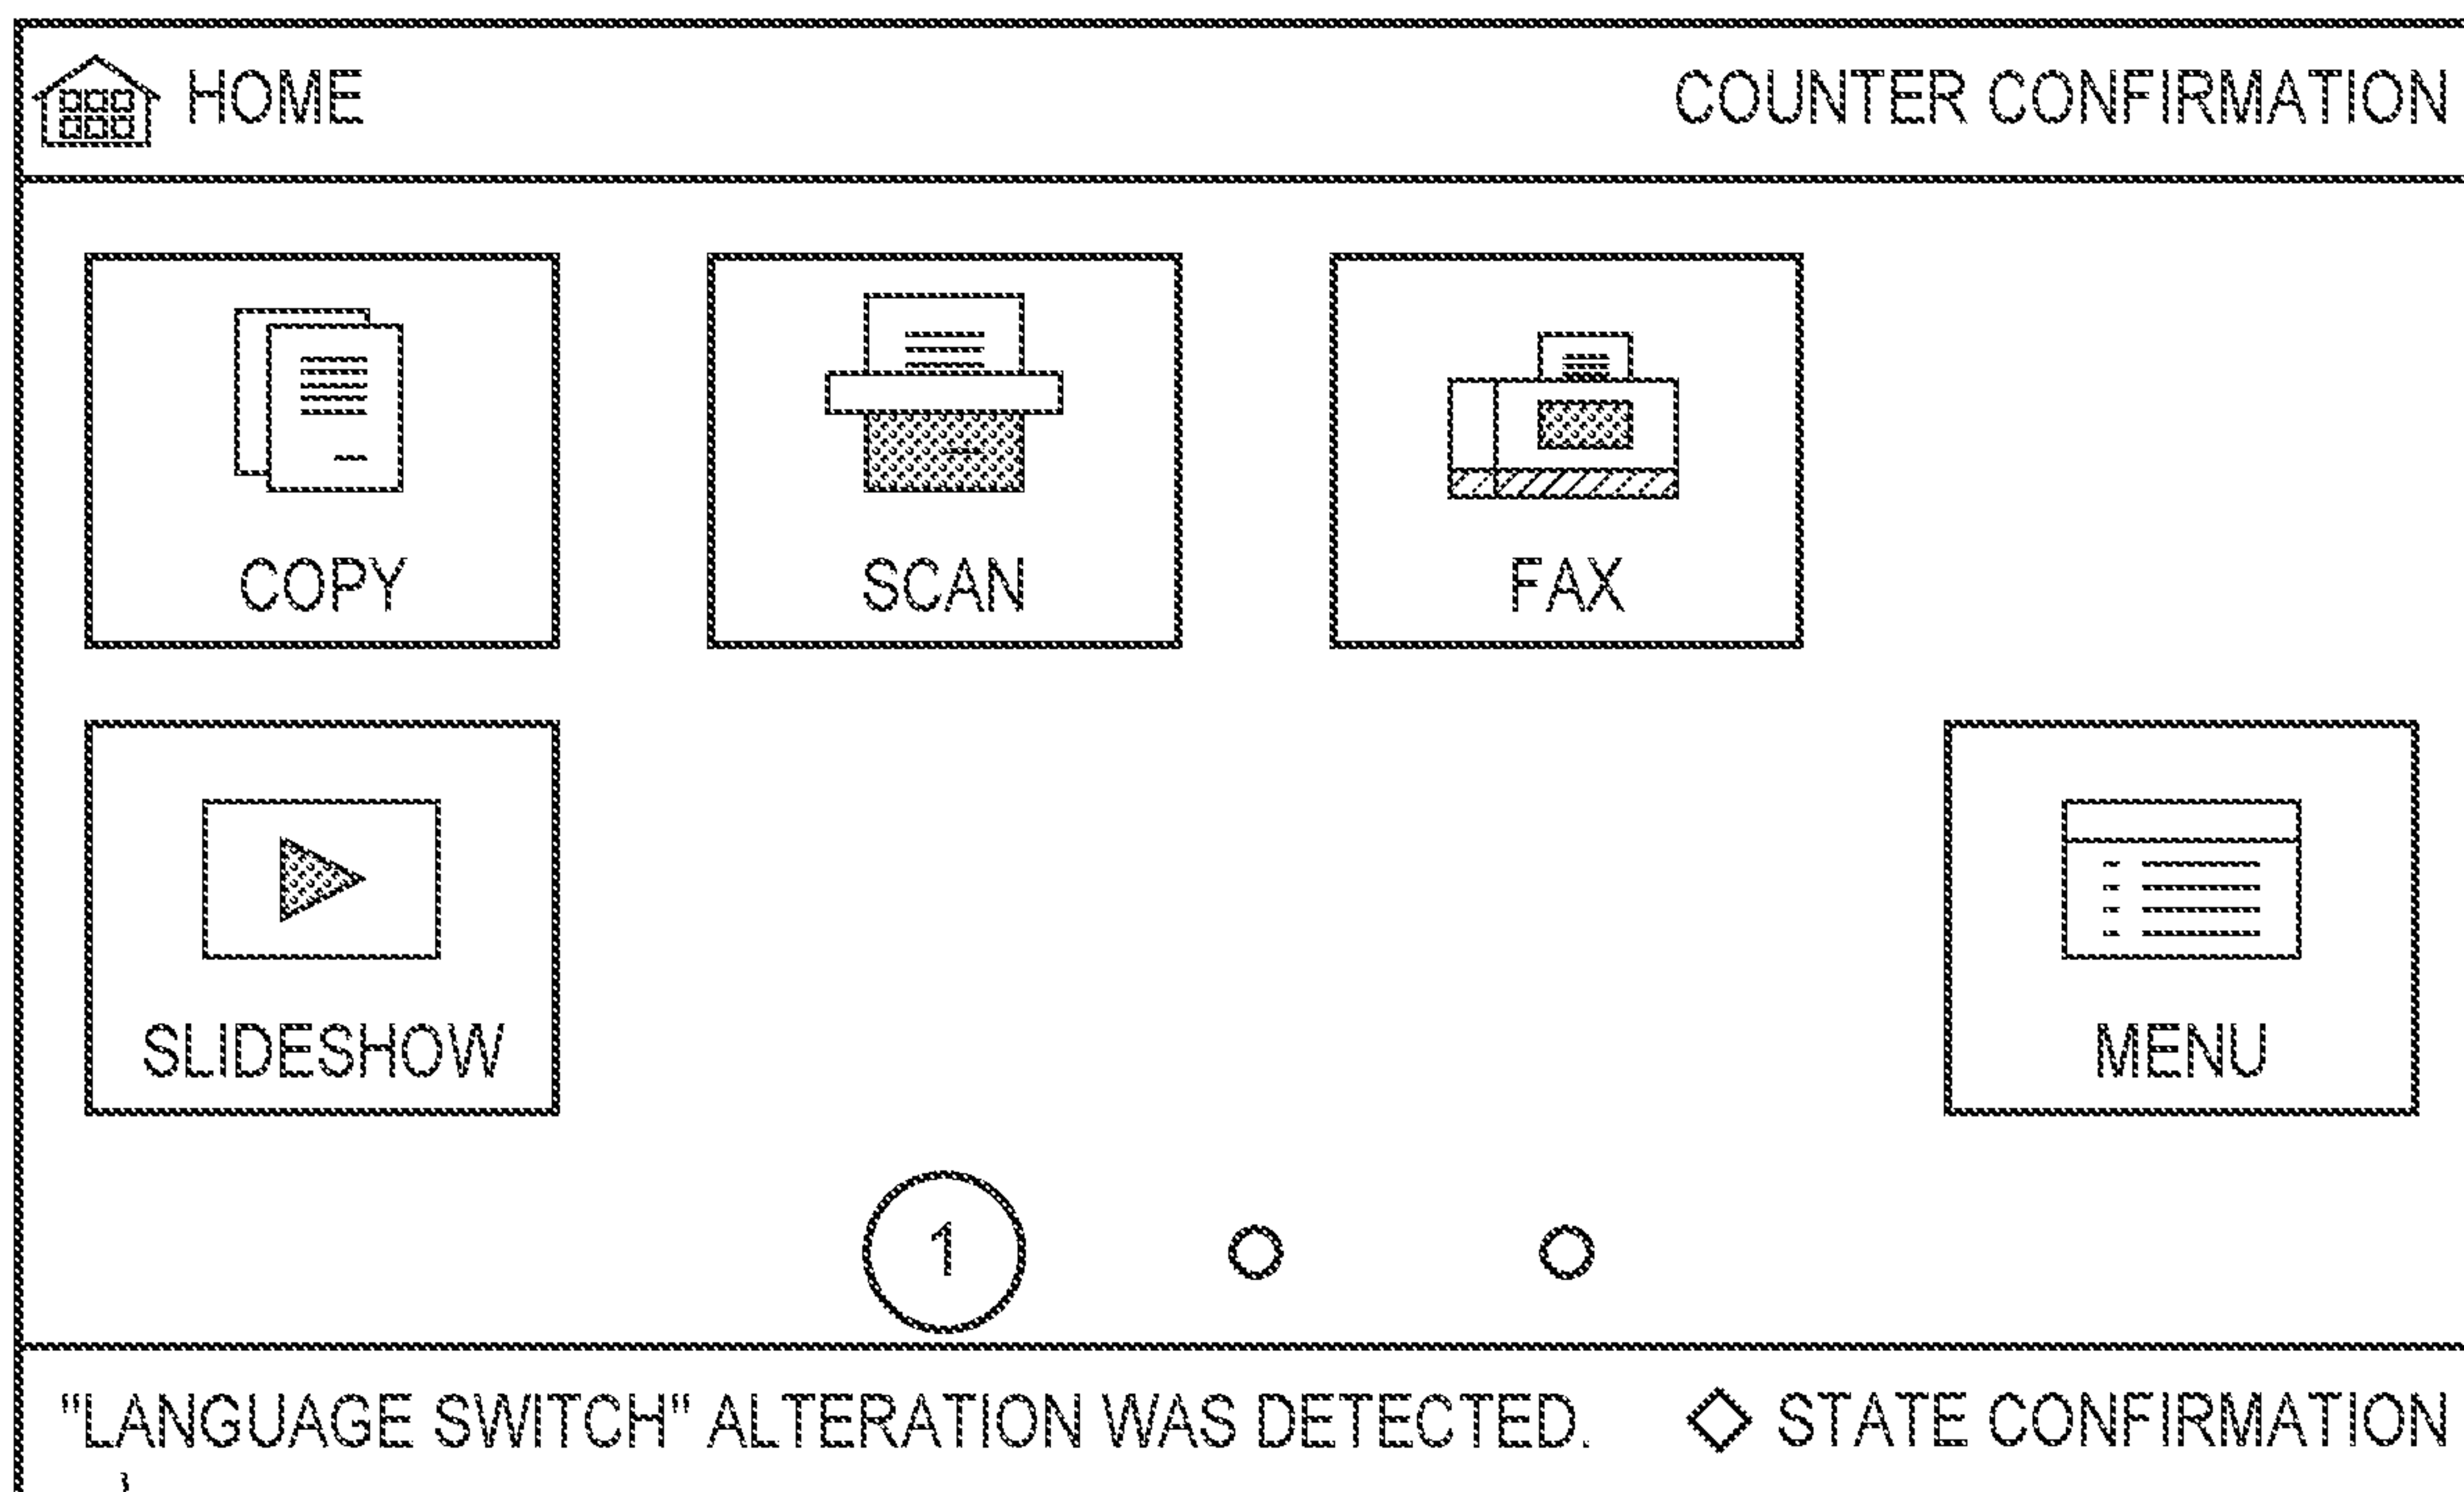 HOME
COUNTER CONFIRMATION
COPY
SCAN
FAX
SLIDESHOW
MENU
1
"LANGUAGE SWITCH" ALTERATION WAS DETECTED.
STATE CONFIRMATION